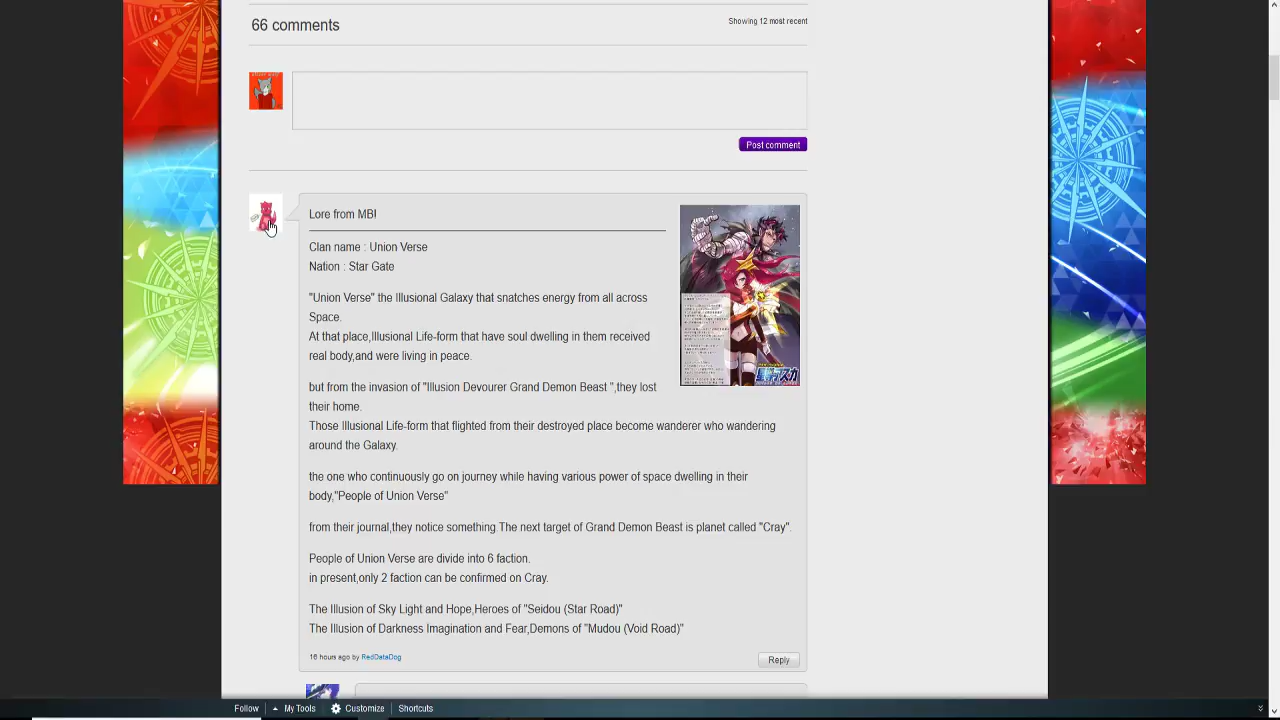 66 comments
Showing 12 most recent
Post comment
Lore from MB!
Clan name : Union Verse
Nation : Star Gate
"Union Verse" the Illusional Galaxy that snatches energy from all across
Space.
At that place,Illusional Life-form that have soul dwelling in them received
real body,and were living in peace.
but from the invasion of "Illusion Devourer Grand Demon Beast ",they lost
their home.
Those Illusional Life-form that flighted from their destroyed place become wanderer who wandering
around the Galaxy.
the one who continuously go on journey while having various power of space dwelling in their
body,"People of Union Verse"
from their journal,they notice something.The next target of Grand Demon Beast is planet called "Cray".
People of Union Verse are divide into 6 faction.
in present,only 2 faction can be confirmed on Cray.
The Illusion of Sky Light and Hope,Heroes of "Seidou (Star Road)"
The Illusion of Darkness Imagination and Fear,Demons of "Mudou (Void Road)"
16 hours ago by RedDataDog
Reply
Follow
My Tools
Customize
Shortcuts